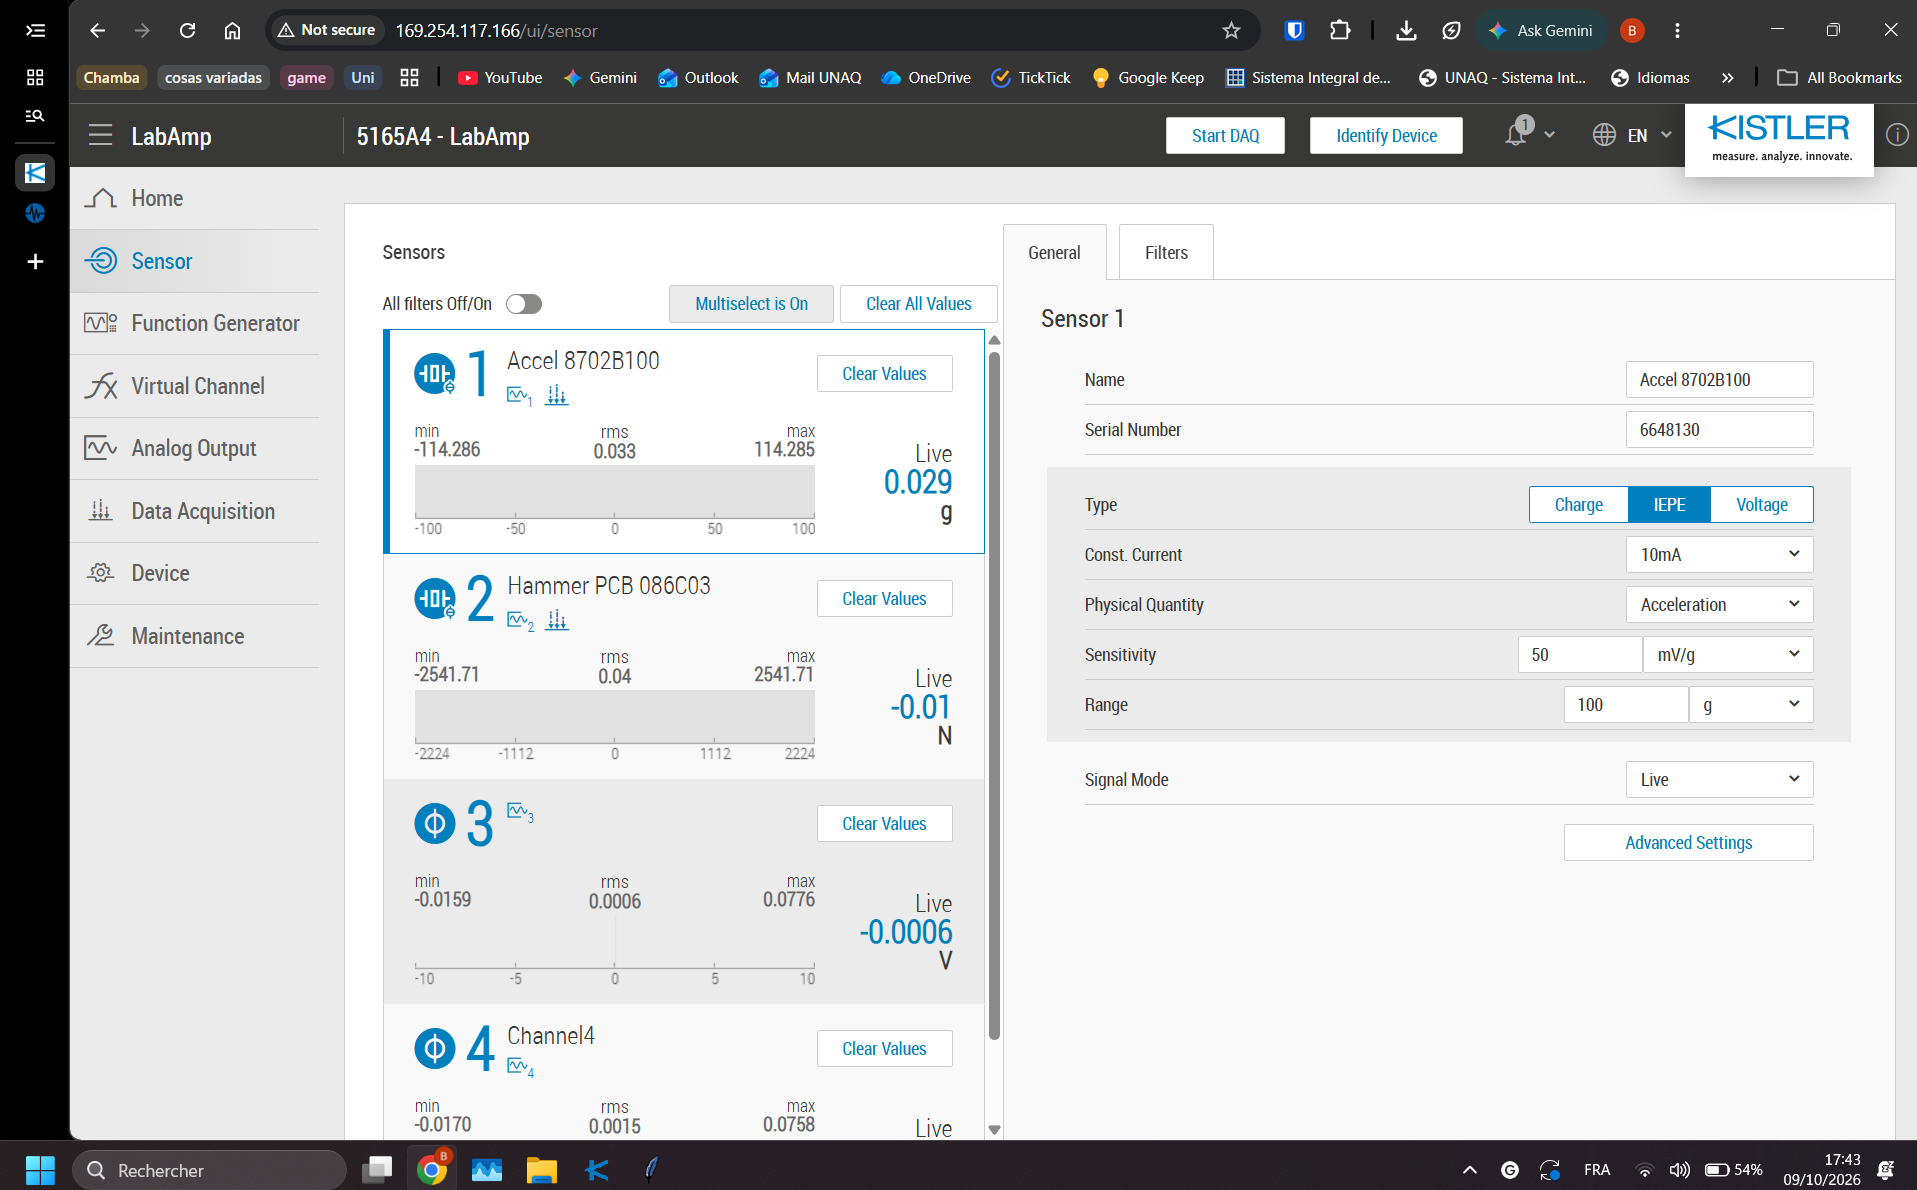 Not secure 169.254.117.166/ui/sensor
Ask Gemini
B
Chamba cosas variadas game Uni YouTube Gemini Outlook Mail UNAQ OneDrive TickTick Google Keep Sistema Integral de... UNAQ - Sistema Int... Idiomas » All Bookmarks
LabAmp
5165A4 - LabAmp
Start DAQ
Identify Device
1
EN
KISTLER
measure. analyze. innovate.
Home
Sensor
Function Generator
Virtual Channel
Analog Output
Data Acquisition
Device
Maintenance
Sensors
All filters Off/On
Multiselect is On
Clear All Values
1 Accel 8702B100
1
Clear Values
min rms max
-114.286 0.033 114.285
Live
0.029
g
-100 -50 0 50 100
2 Hammer PCB 086C03
2
Clear Values
min rms max
-2541.71 0.04 2541.71
Live
-0.01
N
-2224 -1112 0 1112 2224
3
3
Clear Values
min rms max
-0.0159 0.0006 0.0776
Live
-0.0006
V
-10 -5 0 5 10
4 Channel4
4
Clear Values
min rms max
-0.0170 0.0015 0.0758
Live
General
Filters
Sensor 1
Name Accel 8702B100
Serial Number 6648130
Type Charge IEPE Voltage
Const. Current 10mA
Physical Quantity Acceleration
Sensitivity 50 mV/g
Range 100 g
Signal Mode Live
Advanced Settings
Rechercher
B
G
FRA
54%
17:43
09/10/2026